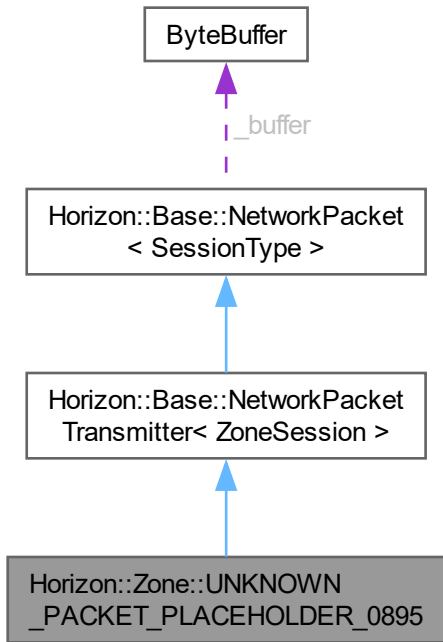 ByteBuffer
_buffer
Horizon::Base::NetworkPacket
< SessionType >
Horizon::Base::NetworkPacket
Transmitter< ZoneSession >
Horizon::Zone::UNKNOWN
_PACKET_PLACEHOLDER_0895